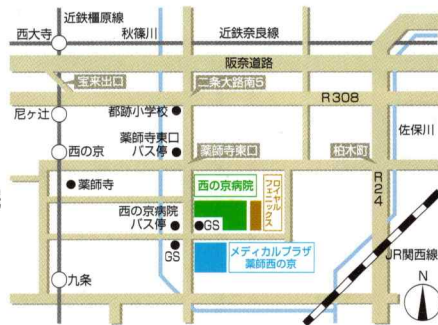 近鉄橿原線
西大寺
秋篠川
近鉄奈良線
阪奈道路
宝来出口
二条大路南5
R308
尼ヶ辻
都跡小学校
佐保川
薬師寺東口
バス停
西の京
薬師寺東口
柏木町
R24
薬師寺
西の京病院
ロイヤル
フェニックス
西の京病院
バス停
GS
GS
メディカルプラザ
薬師西の京
JR関西線
九条
N